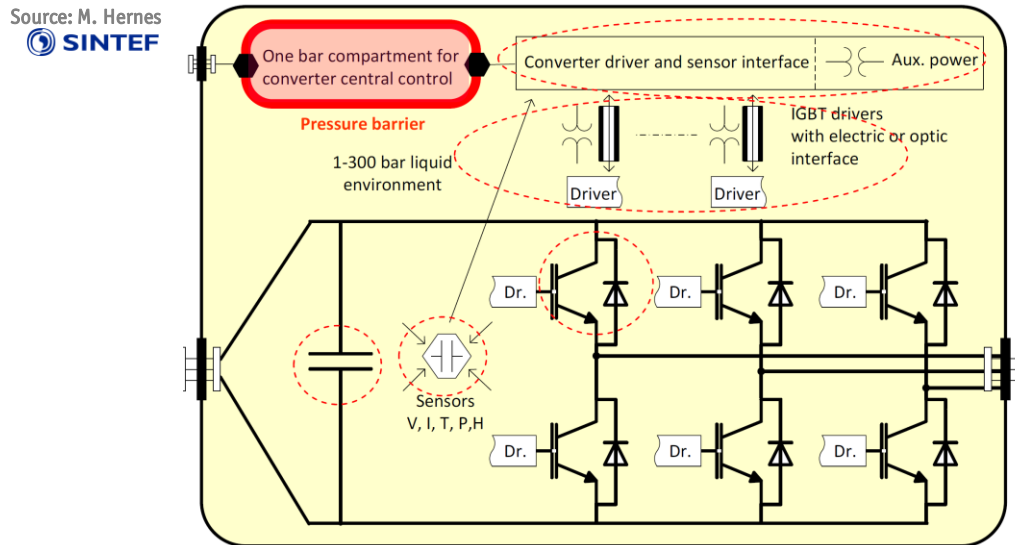 Source: M. Hernes
SINTEF
One bar compartment for
converter central control
Pressure barrier
Converter driver and sensor interface
Aux. power
IGBT drivers
with electric or optic
interface
1-300 bar liquid
environment
Driver
Driver
Dr.
Dr.
Dr.
Sensors
V, I, T, P,H
Dr.
Dr.
Dr.